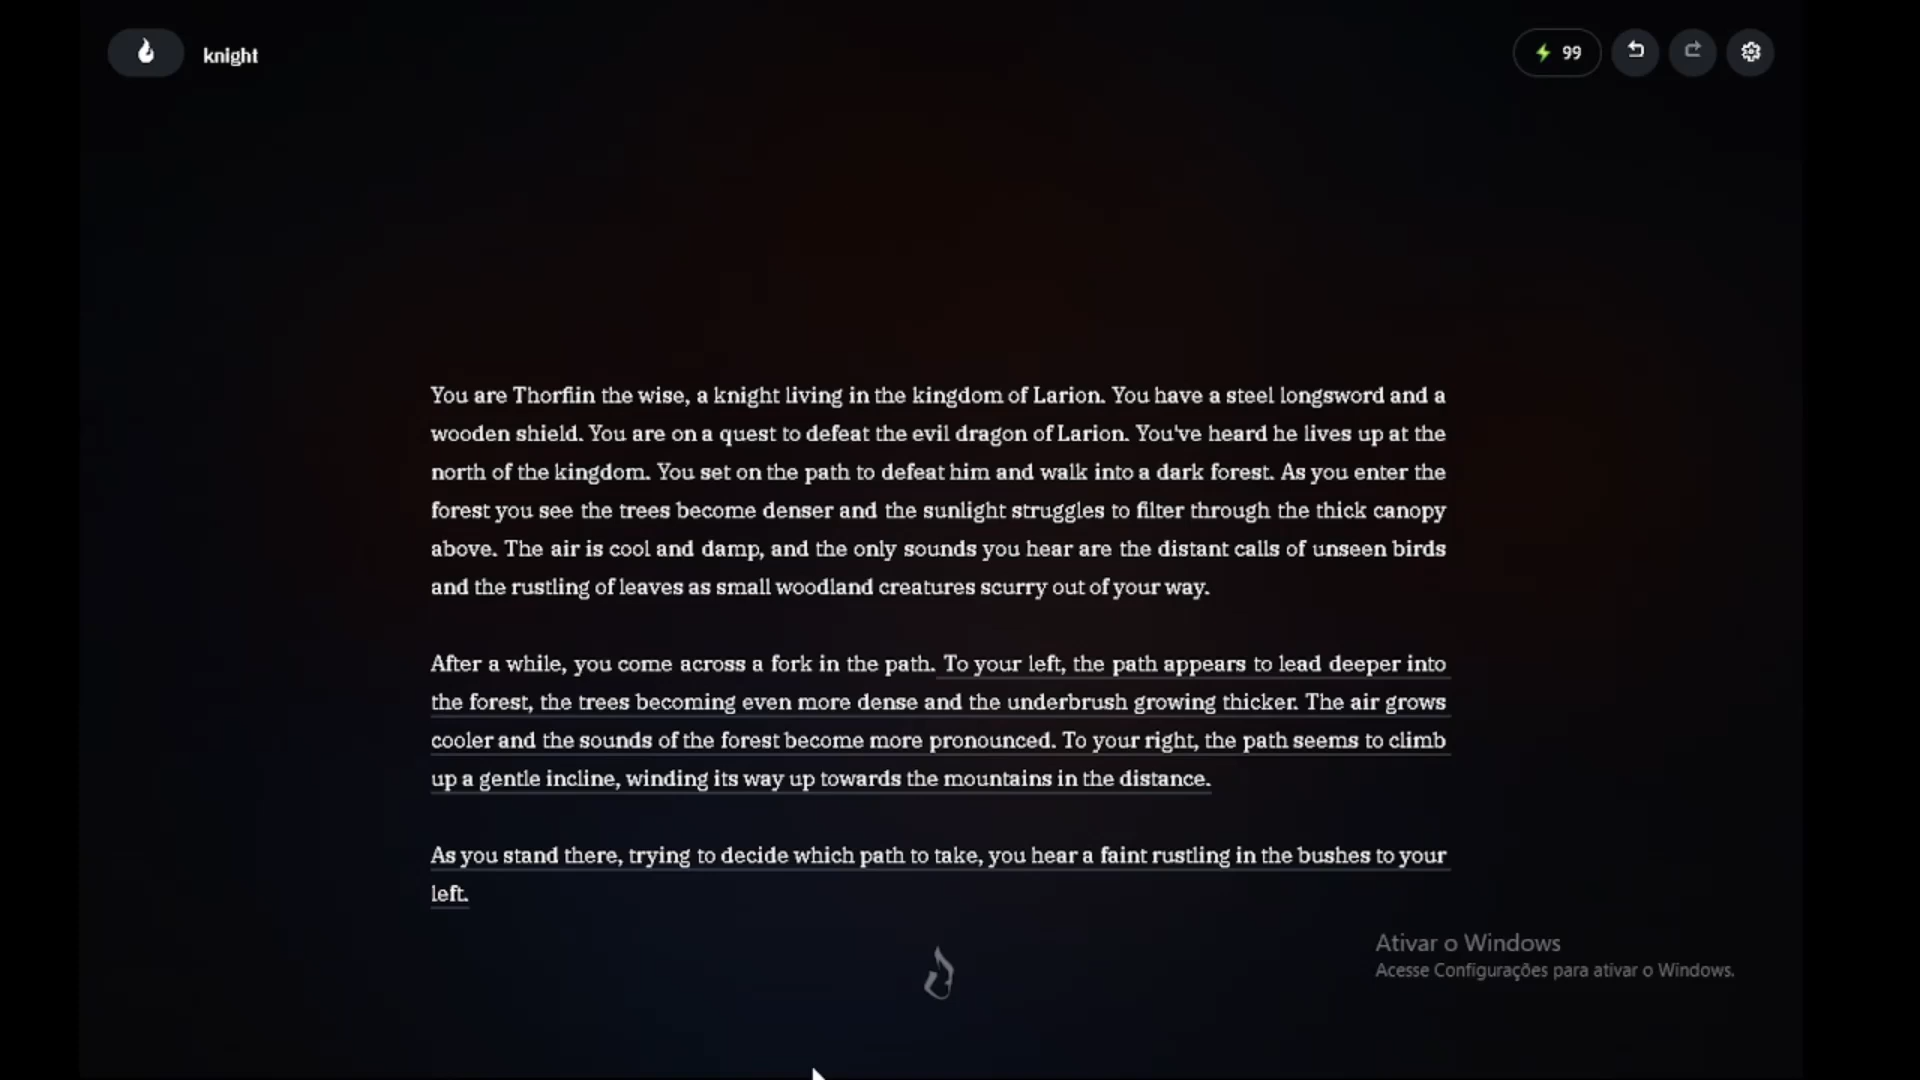 knight
99
You are Thorfiin the wise, a knight living in the kingdom of Larion. You have a steel longsword and a
wooden shield. You are on a quest to defeat the evil dragon of Larion. You've heard he lives up at the
north of the kingdom. You set on the path to defeat him and walk into a dark forest. As you enter the
forest you see the trees become denser and the sunlight struggles to filter through the thick canopy
above. The air is cool and damp, and the only sounds you hear are the distant calls of unseen birds
and the rustling of leaves as small woodland creatures scurry out of your way.
After a while, you come across a fork in the path. To your left, the path appears to lead deeper into
the forest, the trees becoming even more dense and the underbrush growing thicker. The air grows
cooler and the sounds of the forest become more pronounced. To your right, the path seems to climb
up a gentle incline, winding its way up towards the mountains in the distance.
As you stand there, trying to decide which path to take, you hear a faint rustling in the bushes to your
left.
Ativar o Windows
Acesse Configurações para ativar o Windows.